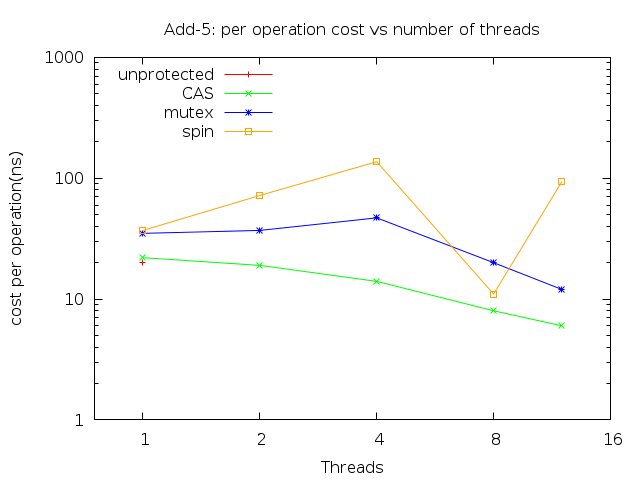 Add-5: per operation cost vs number of threads
1000
100
10
1
cost per operation(ns)
unprotected
CAS
mutex
spin
1 2 4 8 16
Threads